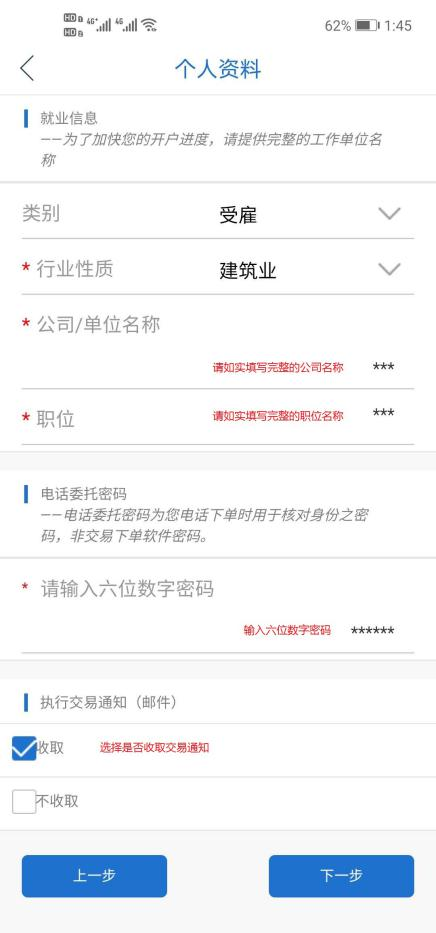 HD 4G+ 4G 62% 1:45
HD 2
个人资料
就业信息
——为了加快您的开户进度，请提供完整的工作单位名
称
类别 受雇
* 行业性质 建筑业
* 公司/单位名称
请如实填写完整的公司名称 ***
* 职位 请如实填写完整的职位名称 ***
电话委托密码
——电话委托密码为您电话下单时用于核对身份之密
码，非交易下单软件密码。
* 请输入六位数字密码
输入六位数字密码 ******
执行交易通知（邮件）
收取 选择是否收取交易通知
不收取
上一步 下一步